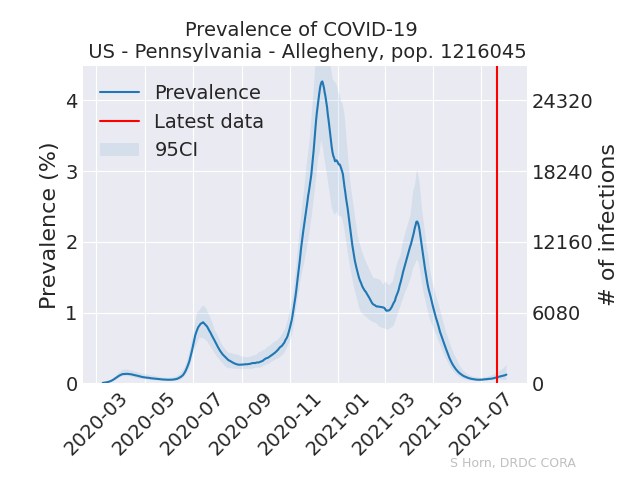 Prevalence of COVID-19
US - Pennsylvania - Allegheny, pop. 1216045
Prevalence
Latest data
95CI
Prevalence (%)
4
3
2
1
0
24320
18240
12160
6080
0
# of infections
2020-03
2020-05
2020-07
2020-09
2020-11
2021-01
2021-03
2021-05
2021-07
S Horn, DRDC CORA